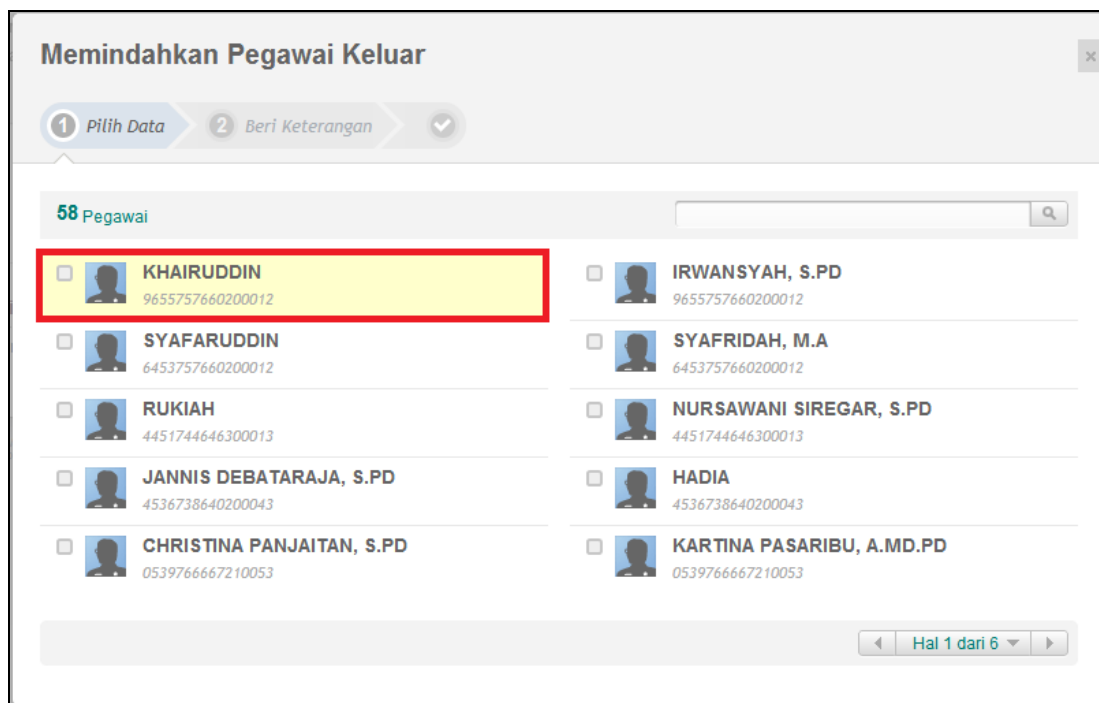 Memindahkan Pegawai Keluar
1 Pilih Data 2 Beri Keterangan
58 Pegawai
KHAIRUDDIN
9655757660200012
IRWANSYAH, S.PD
9655757660200012
SYAFARUDDIN
6453757660200012
SYAFRIDAH, M.A
6453757660200012
RUKIAH
4451744646300013
NURSAWANI SIREGAR, S.PD
4451744646300013
JANNIS DEBATARAJA, S.PD
4536738640200043
HADIA
4536738640200043
CHRISTINA PANJAITAN, S.PD
0539766667210053
KARTINA PASARIBU, A.MD.PD
0539766667210053
Hal 1 dari 6